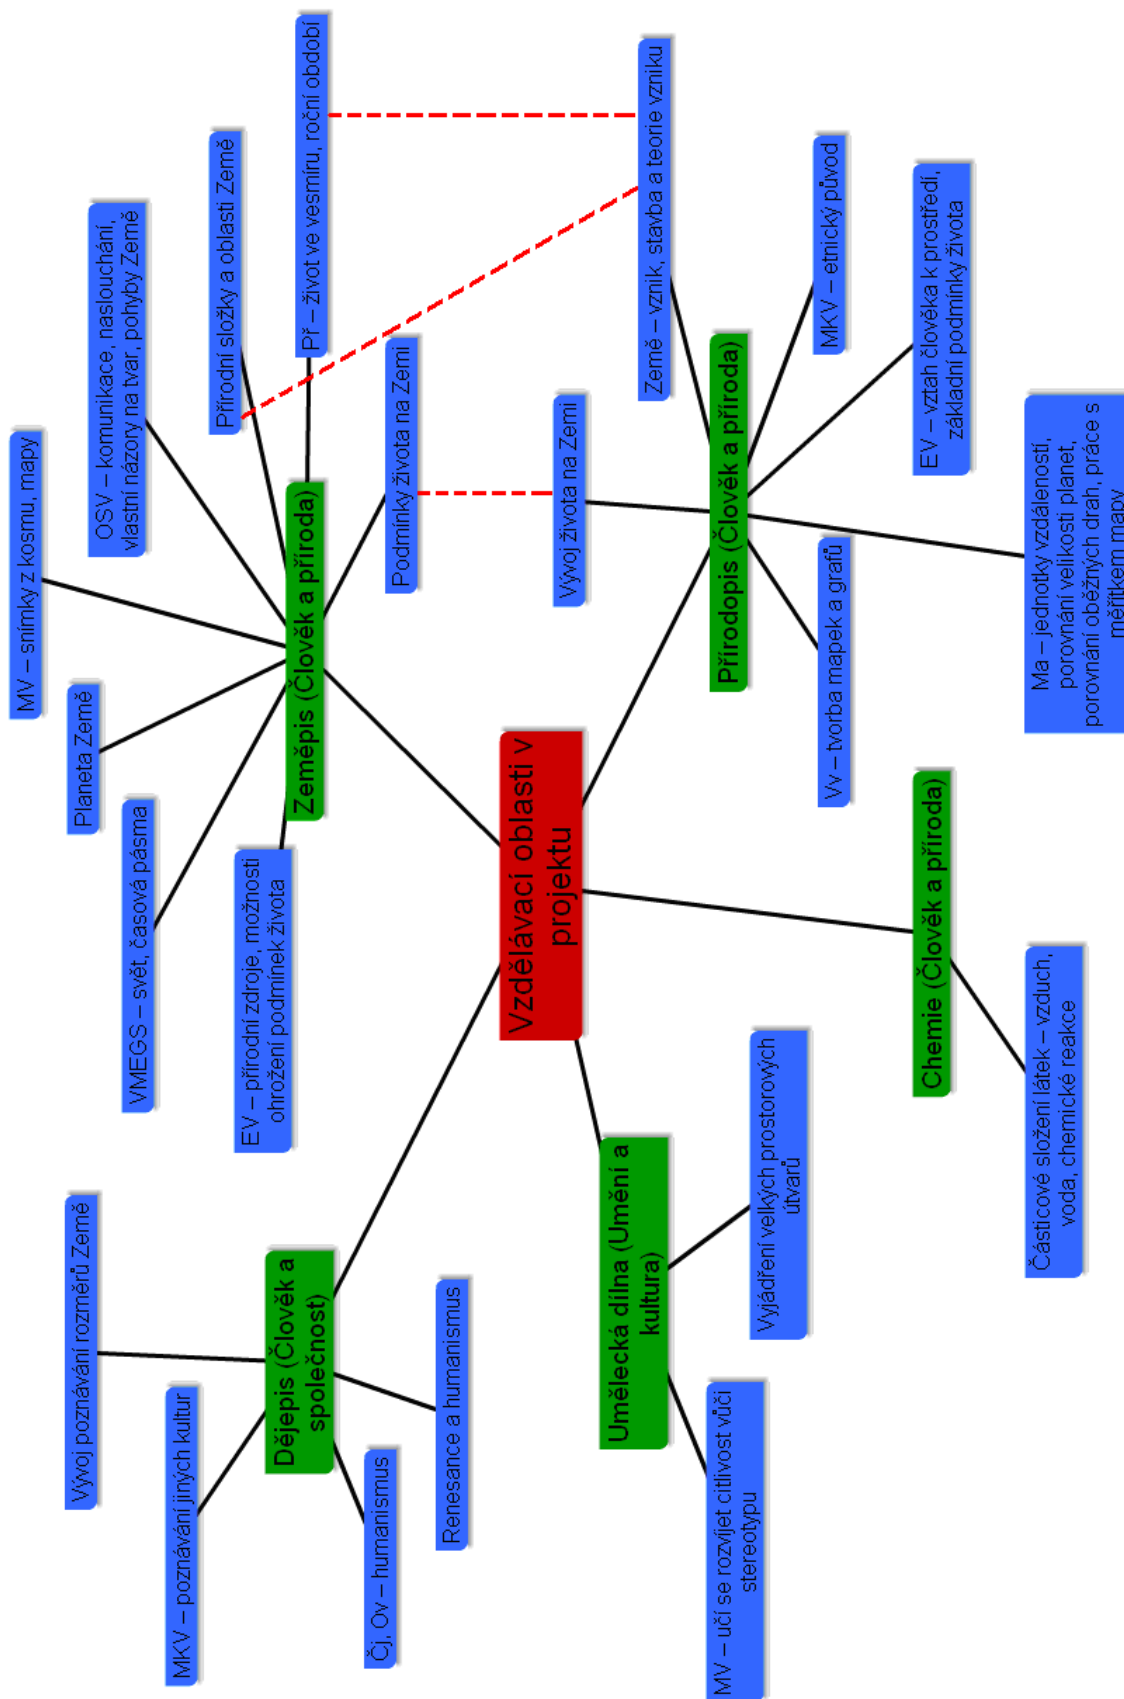 Vývoj poznávání rozměrů Země
MKV – poznávání jiných kultur
Dějepis (Člověk a
společnost)
Čj, Ov – humanismus
Renesance a humanismus
MV – snímky z kosmu, mapy
Planeta Země
OSV – komunikace, naslouchání,
vlastní názory na tvar, pohyby Země
VMEGS – svět, časová pásma
Přírodní složky a oblasti Země
EV – přírodní zdroje, možnosti
ohrožení podmínek života
Zeměpis (Člověk a příroda)
Př – život ve vesmíru, roční období
Podmínky života na Zemi
Vzdělávací oblasti v
projektu
Vývoj života na Zemi
Země – vznik, stavba a teorie vzniku
Umělecká dílna (Umění a
kultura)
MV – učí se rozvíjet citlivost vůči
stereotypu
Vyjádření velkých prostorových
útvarů
Přírodopis (Člověk a příroda)
Vv – tvorba mapek a grafů
MKV – etnický původ
EV – vztah člověka k prostředí,
základní podmínky života
Chemie (Člověk a příroda)
Částicové složení látek – vzduch,
voda, chemické reakce
Ma – jednotky vzdáleností,
porovnání velikosti planet,
porovnání oběžných drah, práce s
měřítkem mapy